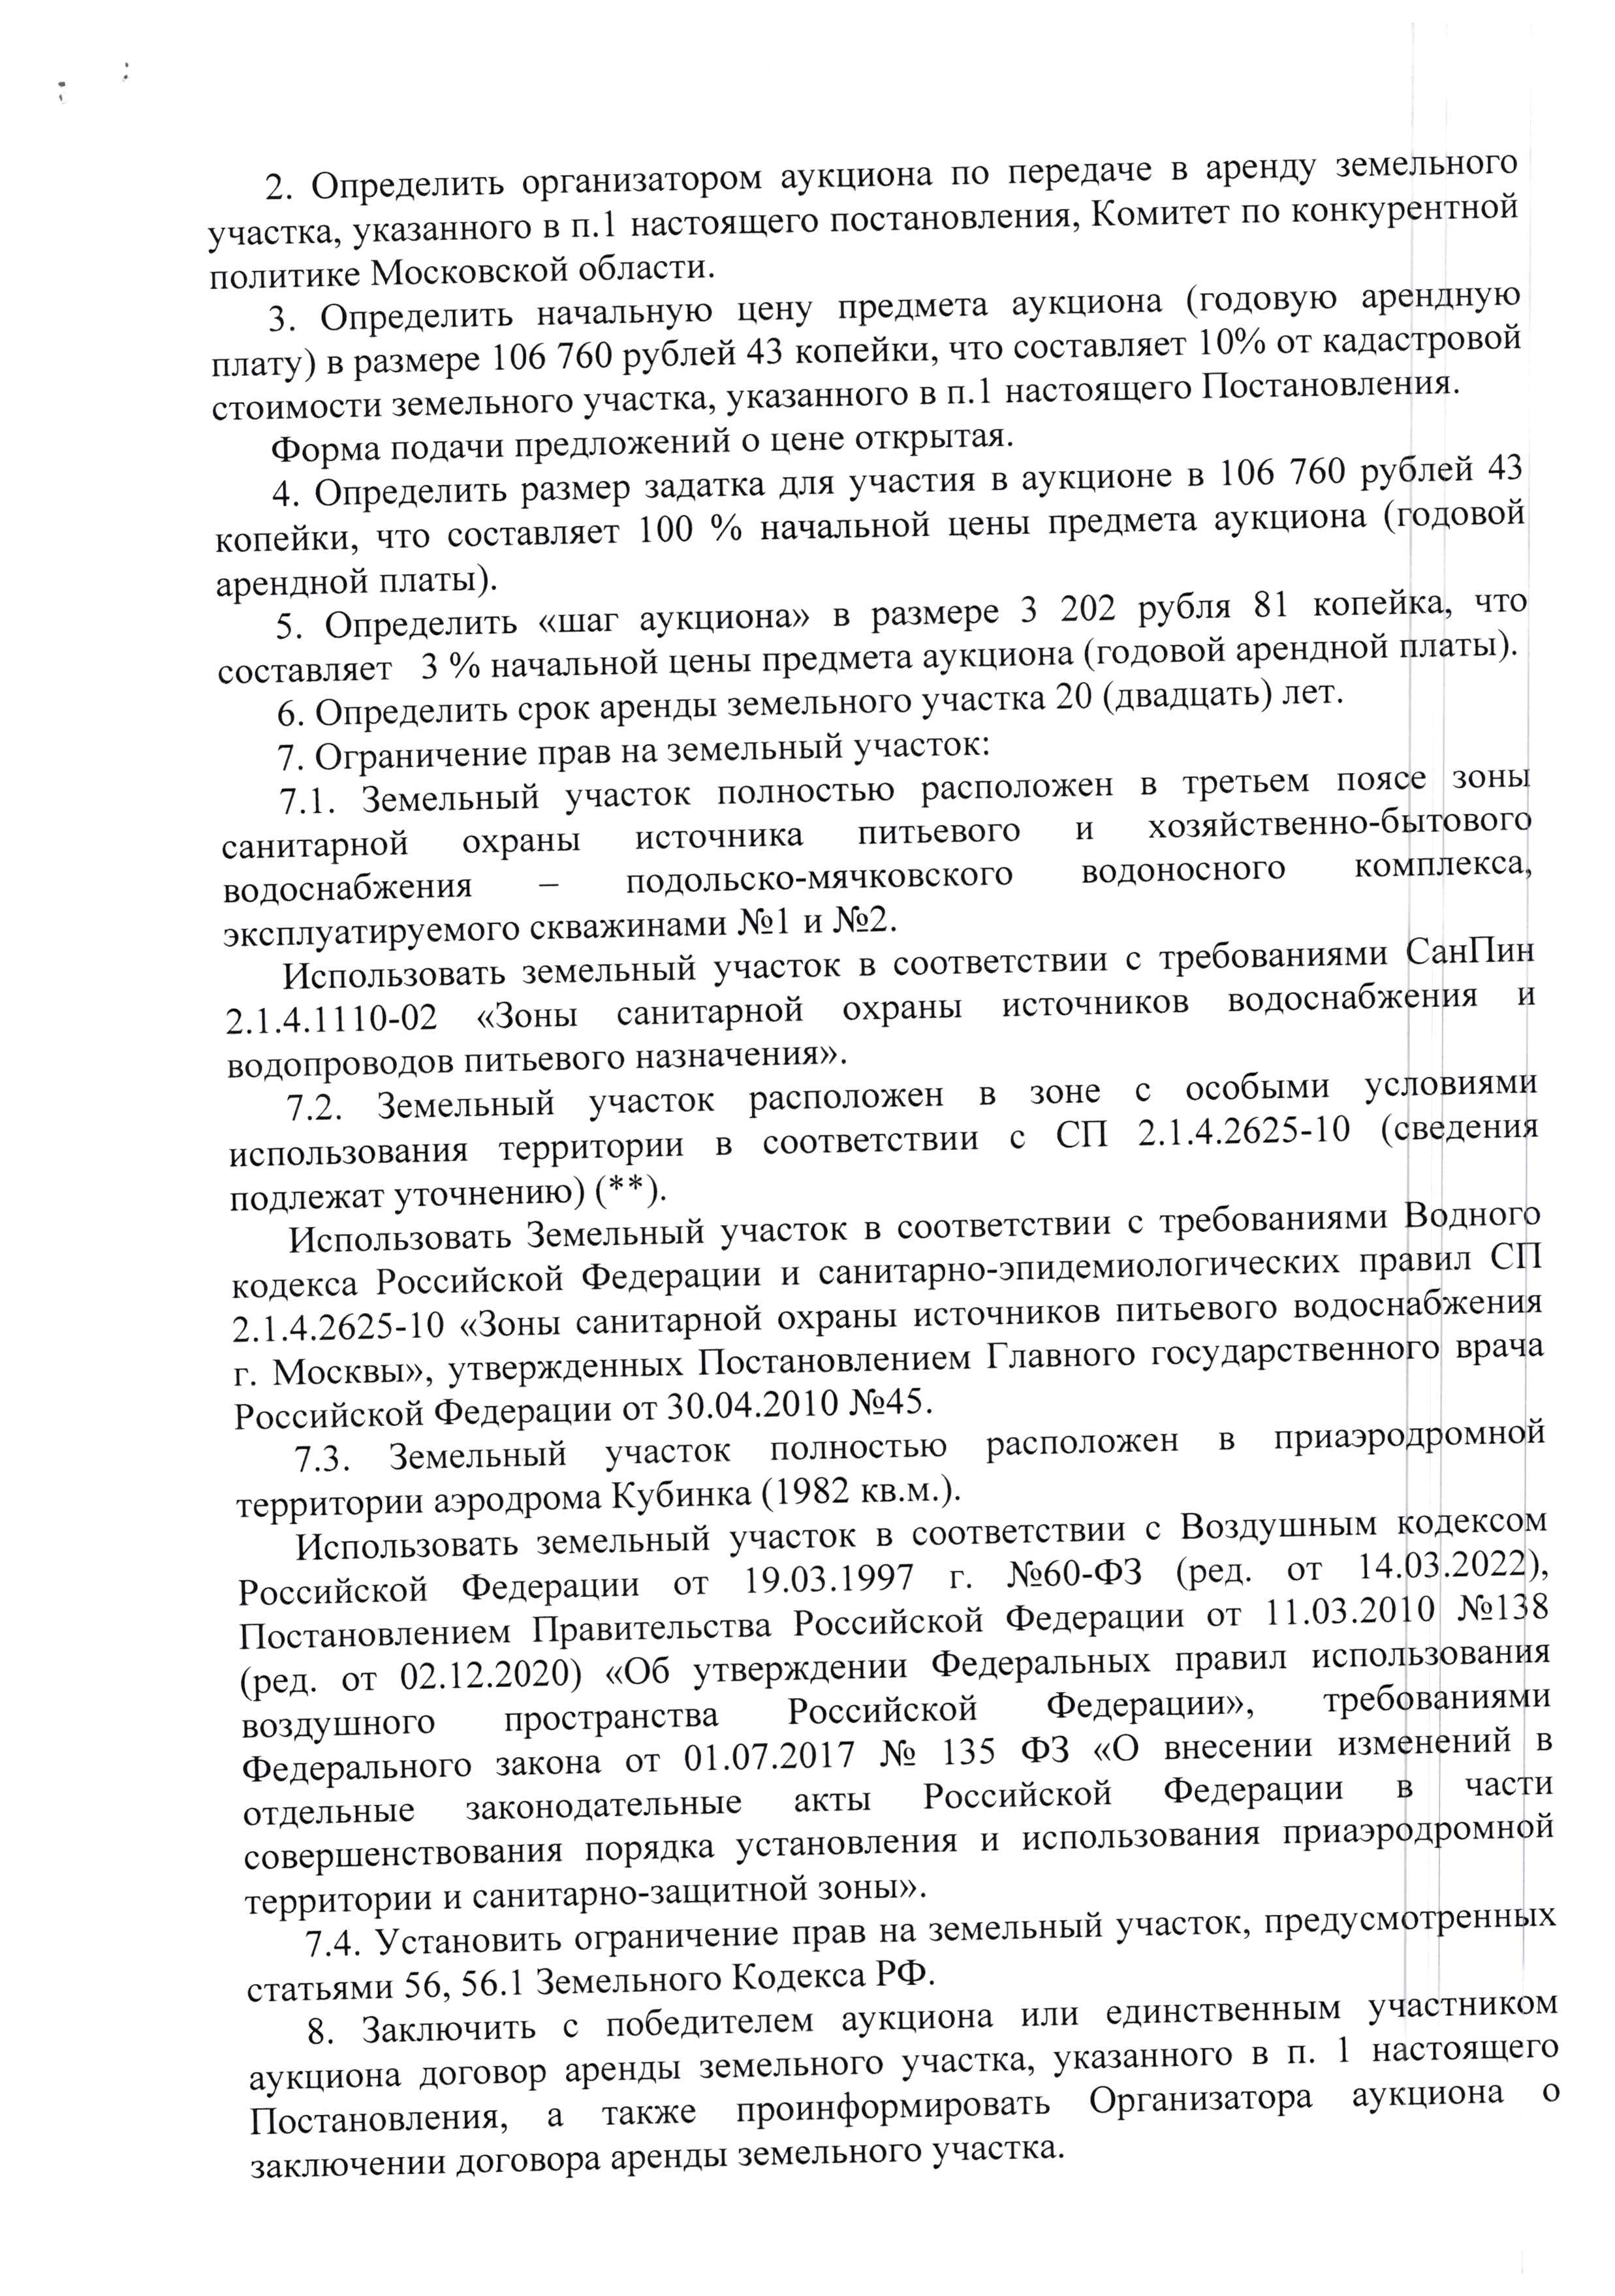 2. Определить организатором аукциона по передаче в аренду земельного
участка, указанного в п.1 настоящего постановления, Комитет по конкурентной
политике Московской области.
3. Определить начальную цену предмета аукциона (годовую арендную
плату) в размере 106 760 рублей 43 копейки, что составляет 10% от кадастровой
стоимости земельного участка, указанного в п.1 настоящего Постановления.
Форма подачи предложений о цене открытая.
4. Определить размер задатка для участия в аукционе в 106 760 рублей 43
копейки, что составляет 100 % начальной цены предмета аукциона (годовой
арендной платы).
5. Определить «шаг аукциона» в размере 3 202 рубля 81 копейка, что
составляет 3 % начальной цены предмета аукциона (годовой арендной платы).
6. Определить срок аренды земельного участка 20 (двадцать) лет.
7. Ограничение прав на земельный участок:
7.1. Земельный участок полностью расположен в третьем поясе зоны
санитарной охраны источника питьевого и хозяйственно-бытового
водоснабжения – подольско-мячковского водоносного комплекса,
эксплуатируемого скважинами №1 и №2.
Использовать земельный участок в соответствии с требованиями СанПин
2.1.4.1110-02 «Зоны санитарной охраны источников водоснабжения и
водопроводов питьевого назначения».
7.2. Земельный участок расположен в зоне с особыми условиями
использования территории в соответствии с СП 2.1.4.2625-10 (сведения
подлежат уточнению) (**).
Использовать Земельный участок в соответствии с требованиями Водного
кодекса Российской Федерации и санитарно-эпидемиологических правил СП
2.1.4.2625-10 «Зоны санитарной охраны источников питьевого водоснабжения
г. Москвы», утвержденных Постановлением Главного государственного врача
Российской Федерации от 30.04.2010 №45.
7.3. Земельный участок полностью расположен в приаэродромной
территории аэродрома Кубинка (1982 кв.м.).
Использовать земельный участок в соответствии с Воздушным кодексом
Российской Федерации от 19.03.1997 г. №60-ФЗ (ред. от 14.03.2022),
Постановлением Правительства Российской Федерации от 11.03.2010 №138
(ред. от 02.12.2020) «Об утверждении Федеральных правил использования
воздушного пространства Российской Федерации», требованиями
Федерального закона от 01.07.2017 № 135 ФЗ «О внесении изменений в
отдельные законодательные акты Российской Федерации в части
совершенствования порядка установления и использования приаэродромной
территории и санитарно-защитной зоны».
7.4. Установить ограничение прав на земельный участок, предусмотренных
статьями 56, 56.1 Земельного Кодекса РФ.
8. Заключить с победителем аукциона или единственным участником
аукциона договор аренды земельного участка, указанного в п. 1 настоящего
Постановления, а также проинформировать Организатора аукциона о
заключении договора аренды земельного участка.